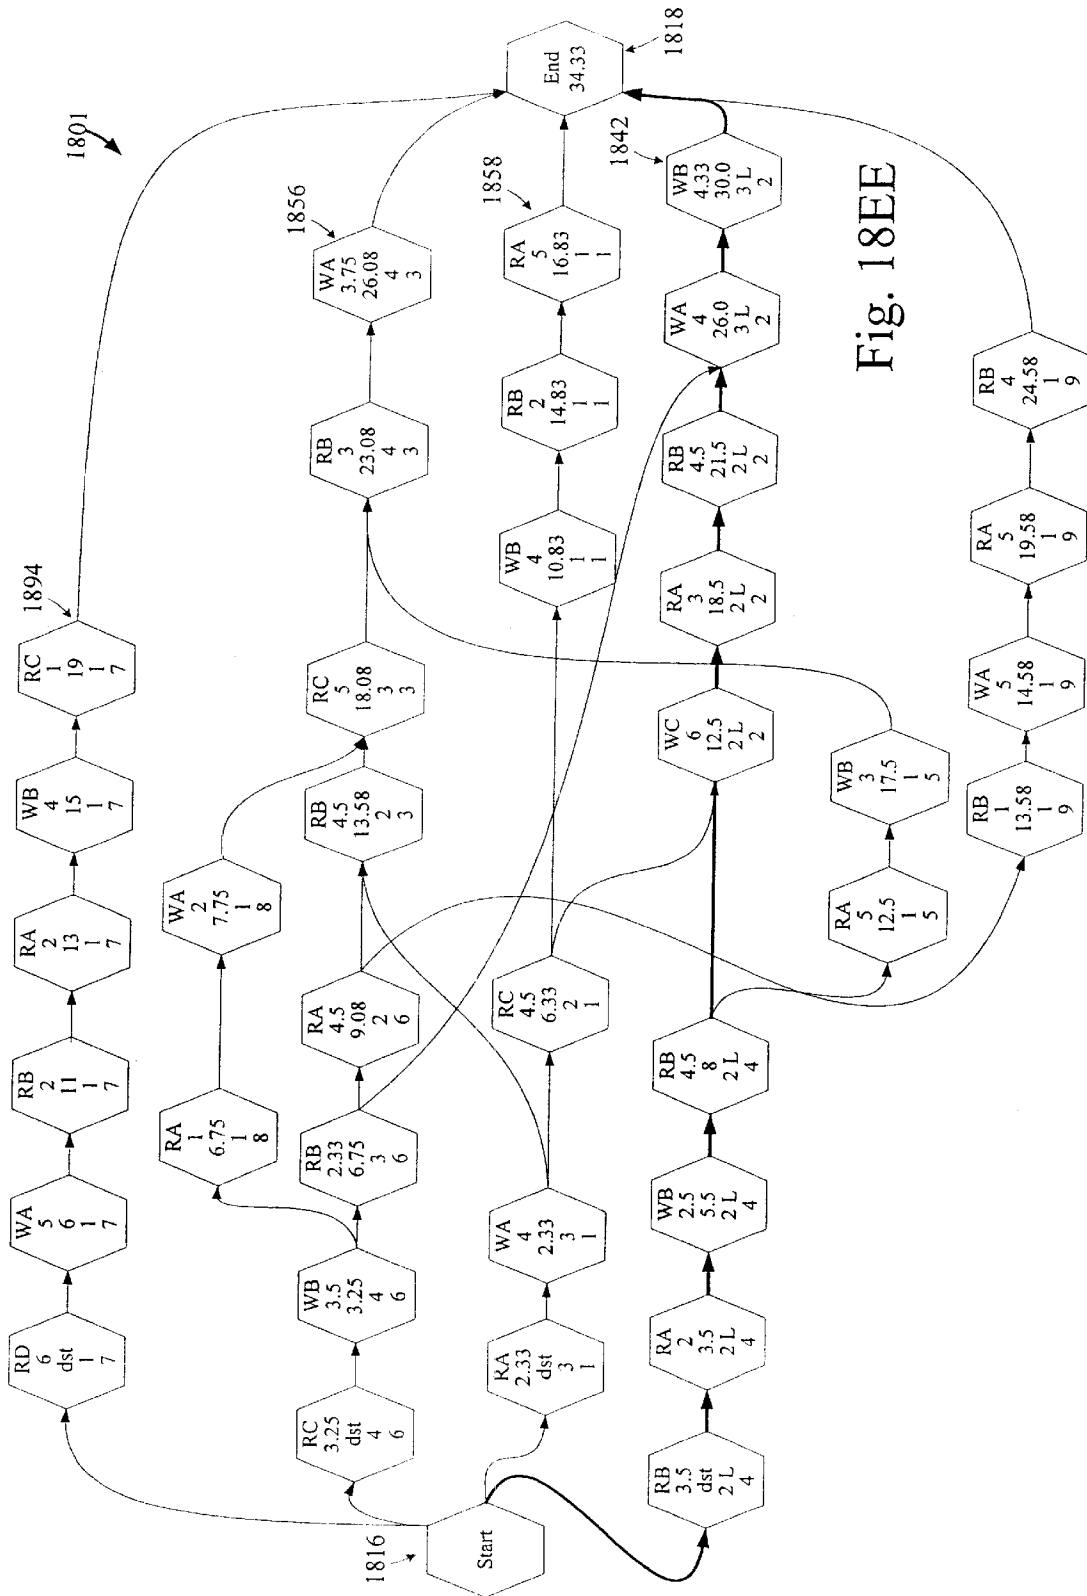 1801
1816
Start
RD
6
dst
1
7
WA
5
6
1
7
RB
2
11
1
7
RA
2
13
1
7
WB
4
15
1
7
RC
1
19
1
7
1894
RA
1
6.75
1
8
WA
2
7.75
1
8
RC
3.25
dst
4
6
WB
3.5
3.25
4
6
RB
2.33
6.75
3
6
RA
4.5
9.08
2
6
RB
4.5
13.58
2
3
RC
5
18.08
3
3
RB
3
23.08
4
3
WA
3.75
26.08
4
3
1856
RA
2.33
dst
3
1
WA
4
2.33
3
1
RC
4.5
6.33
2
1
WB
4
10.83
1
1
RB
2
14.83
1
1
RA
5
16.83
1
1
1858
End
34.33
1818
RB
3.5
dst
2 L
4
RA
2
3.5
2 L
4
WB
2.5
5.5
2 L
4
RB
4.5
8
2 L
4
WC
6
12.5
2 L
2
RA
3
18.5
2 L
2
RB
4.5
21.5
2 L
2
WA
4
26.0
3 L
2
WB
4.33
30.0
3 L
2
1842
RA
5
12.5
1
5
WB
3
17.5
1
5
RB
1
13.58
1
9
WA
5
14.58
1
9
RA
5
19.58
1
9
RB
4
24.58
1
9
Fig. 18EE